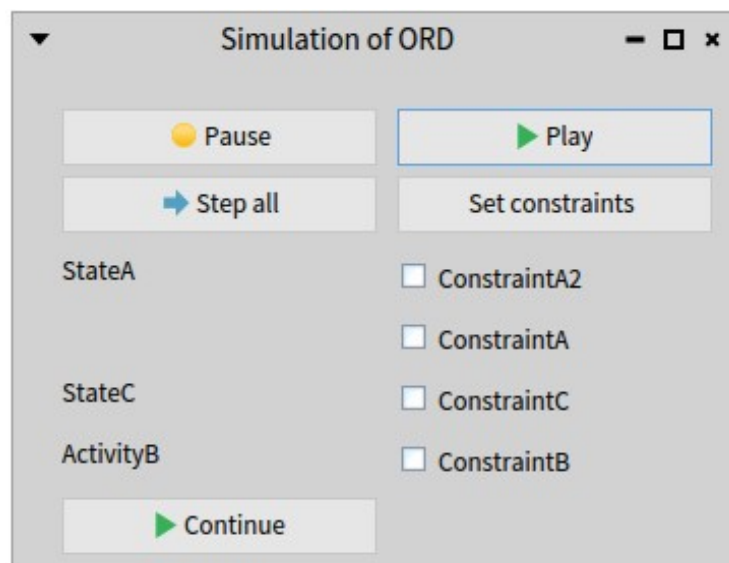 Simulation of ORD
Pause Play
Step all Set constraints
StateA ConstraintA2
ConstraintA
StateC ConstraintC
ActivityB ConstraintB
Continue